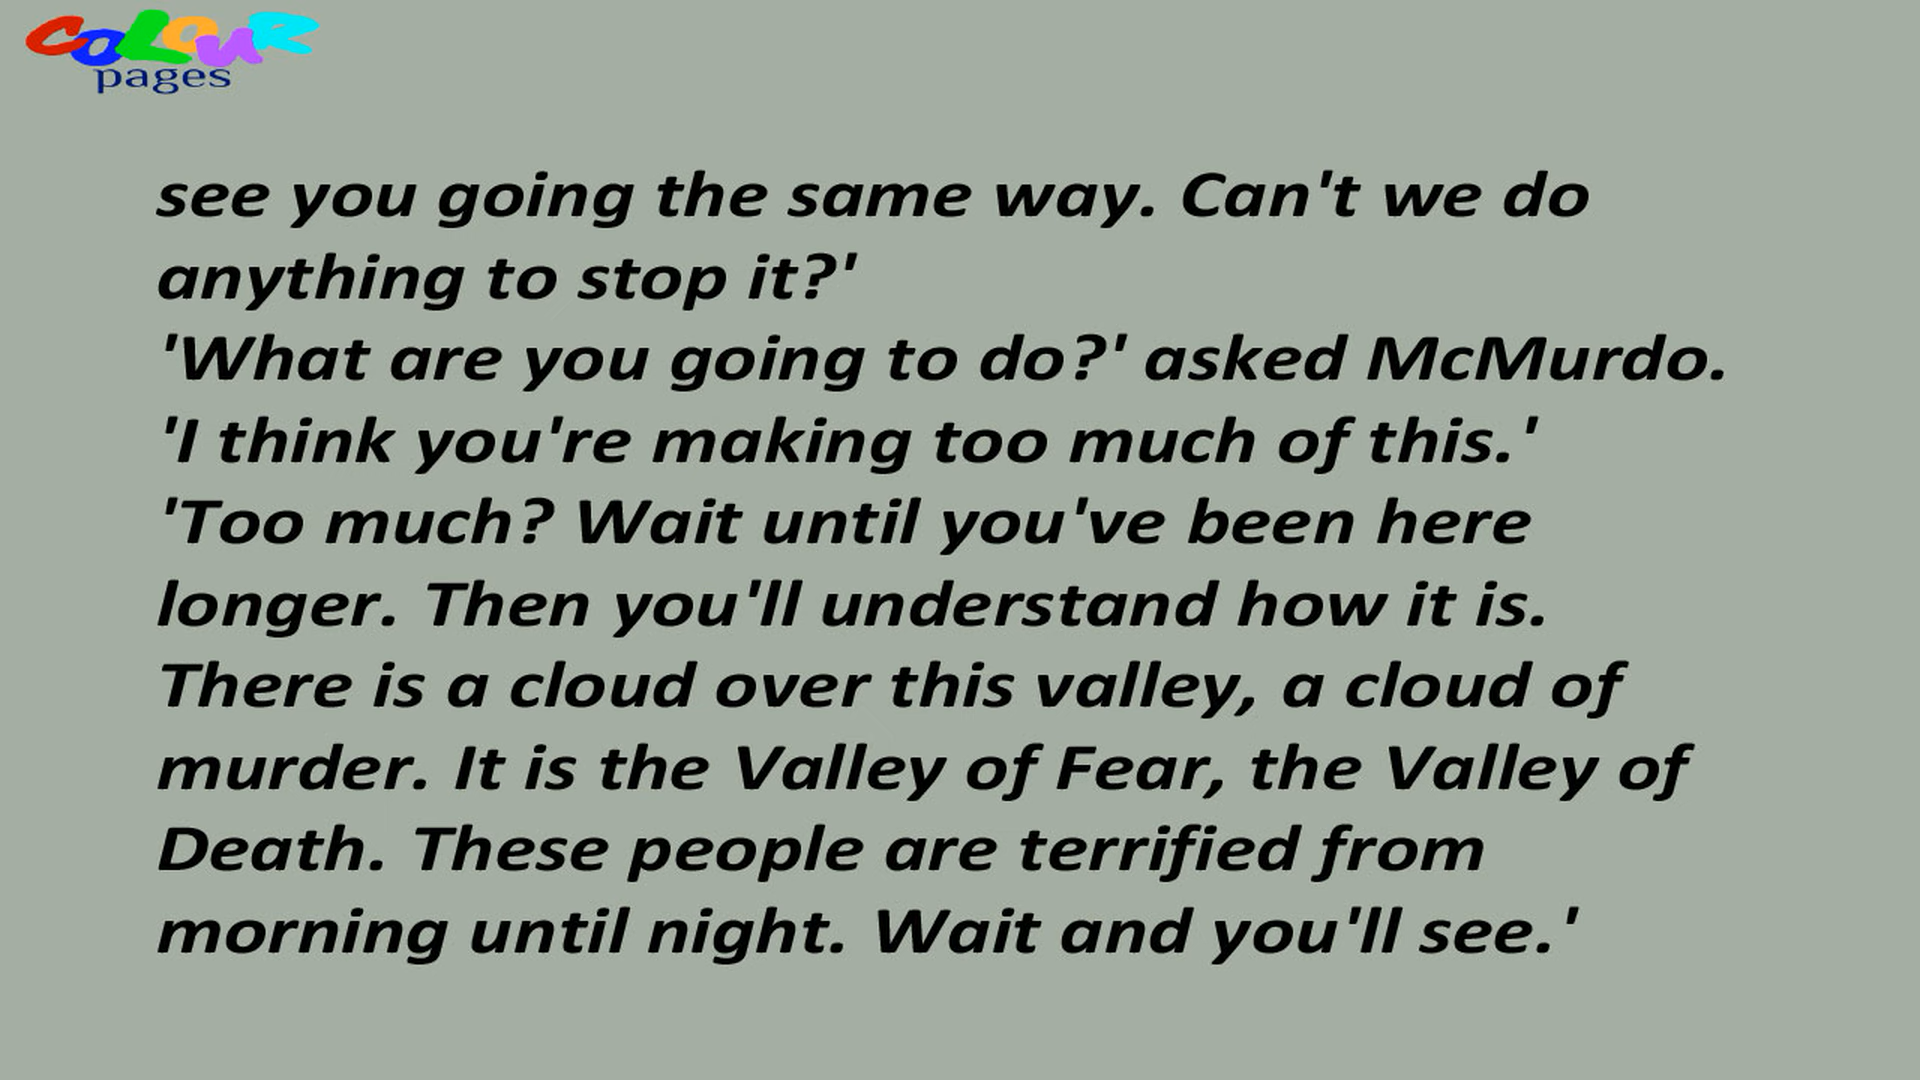 COLOUR
pages
see you going the same way. Can't we do
anything to stop it?'
'What are you going to do?' asked McMurdo.
'I think you're making too much of this.'
'Too much? Wait until you've been here
longer. Then you'll understand how it is.
There is a cloud over this valley, a cloud of
murder. It is the Valley of Fear, the Valley of
Death. These people are terrified from
morning until night. Wait and you'll see.'